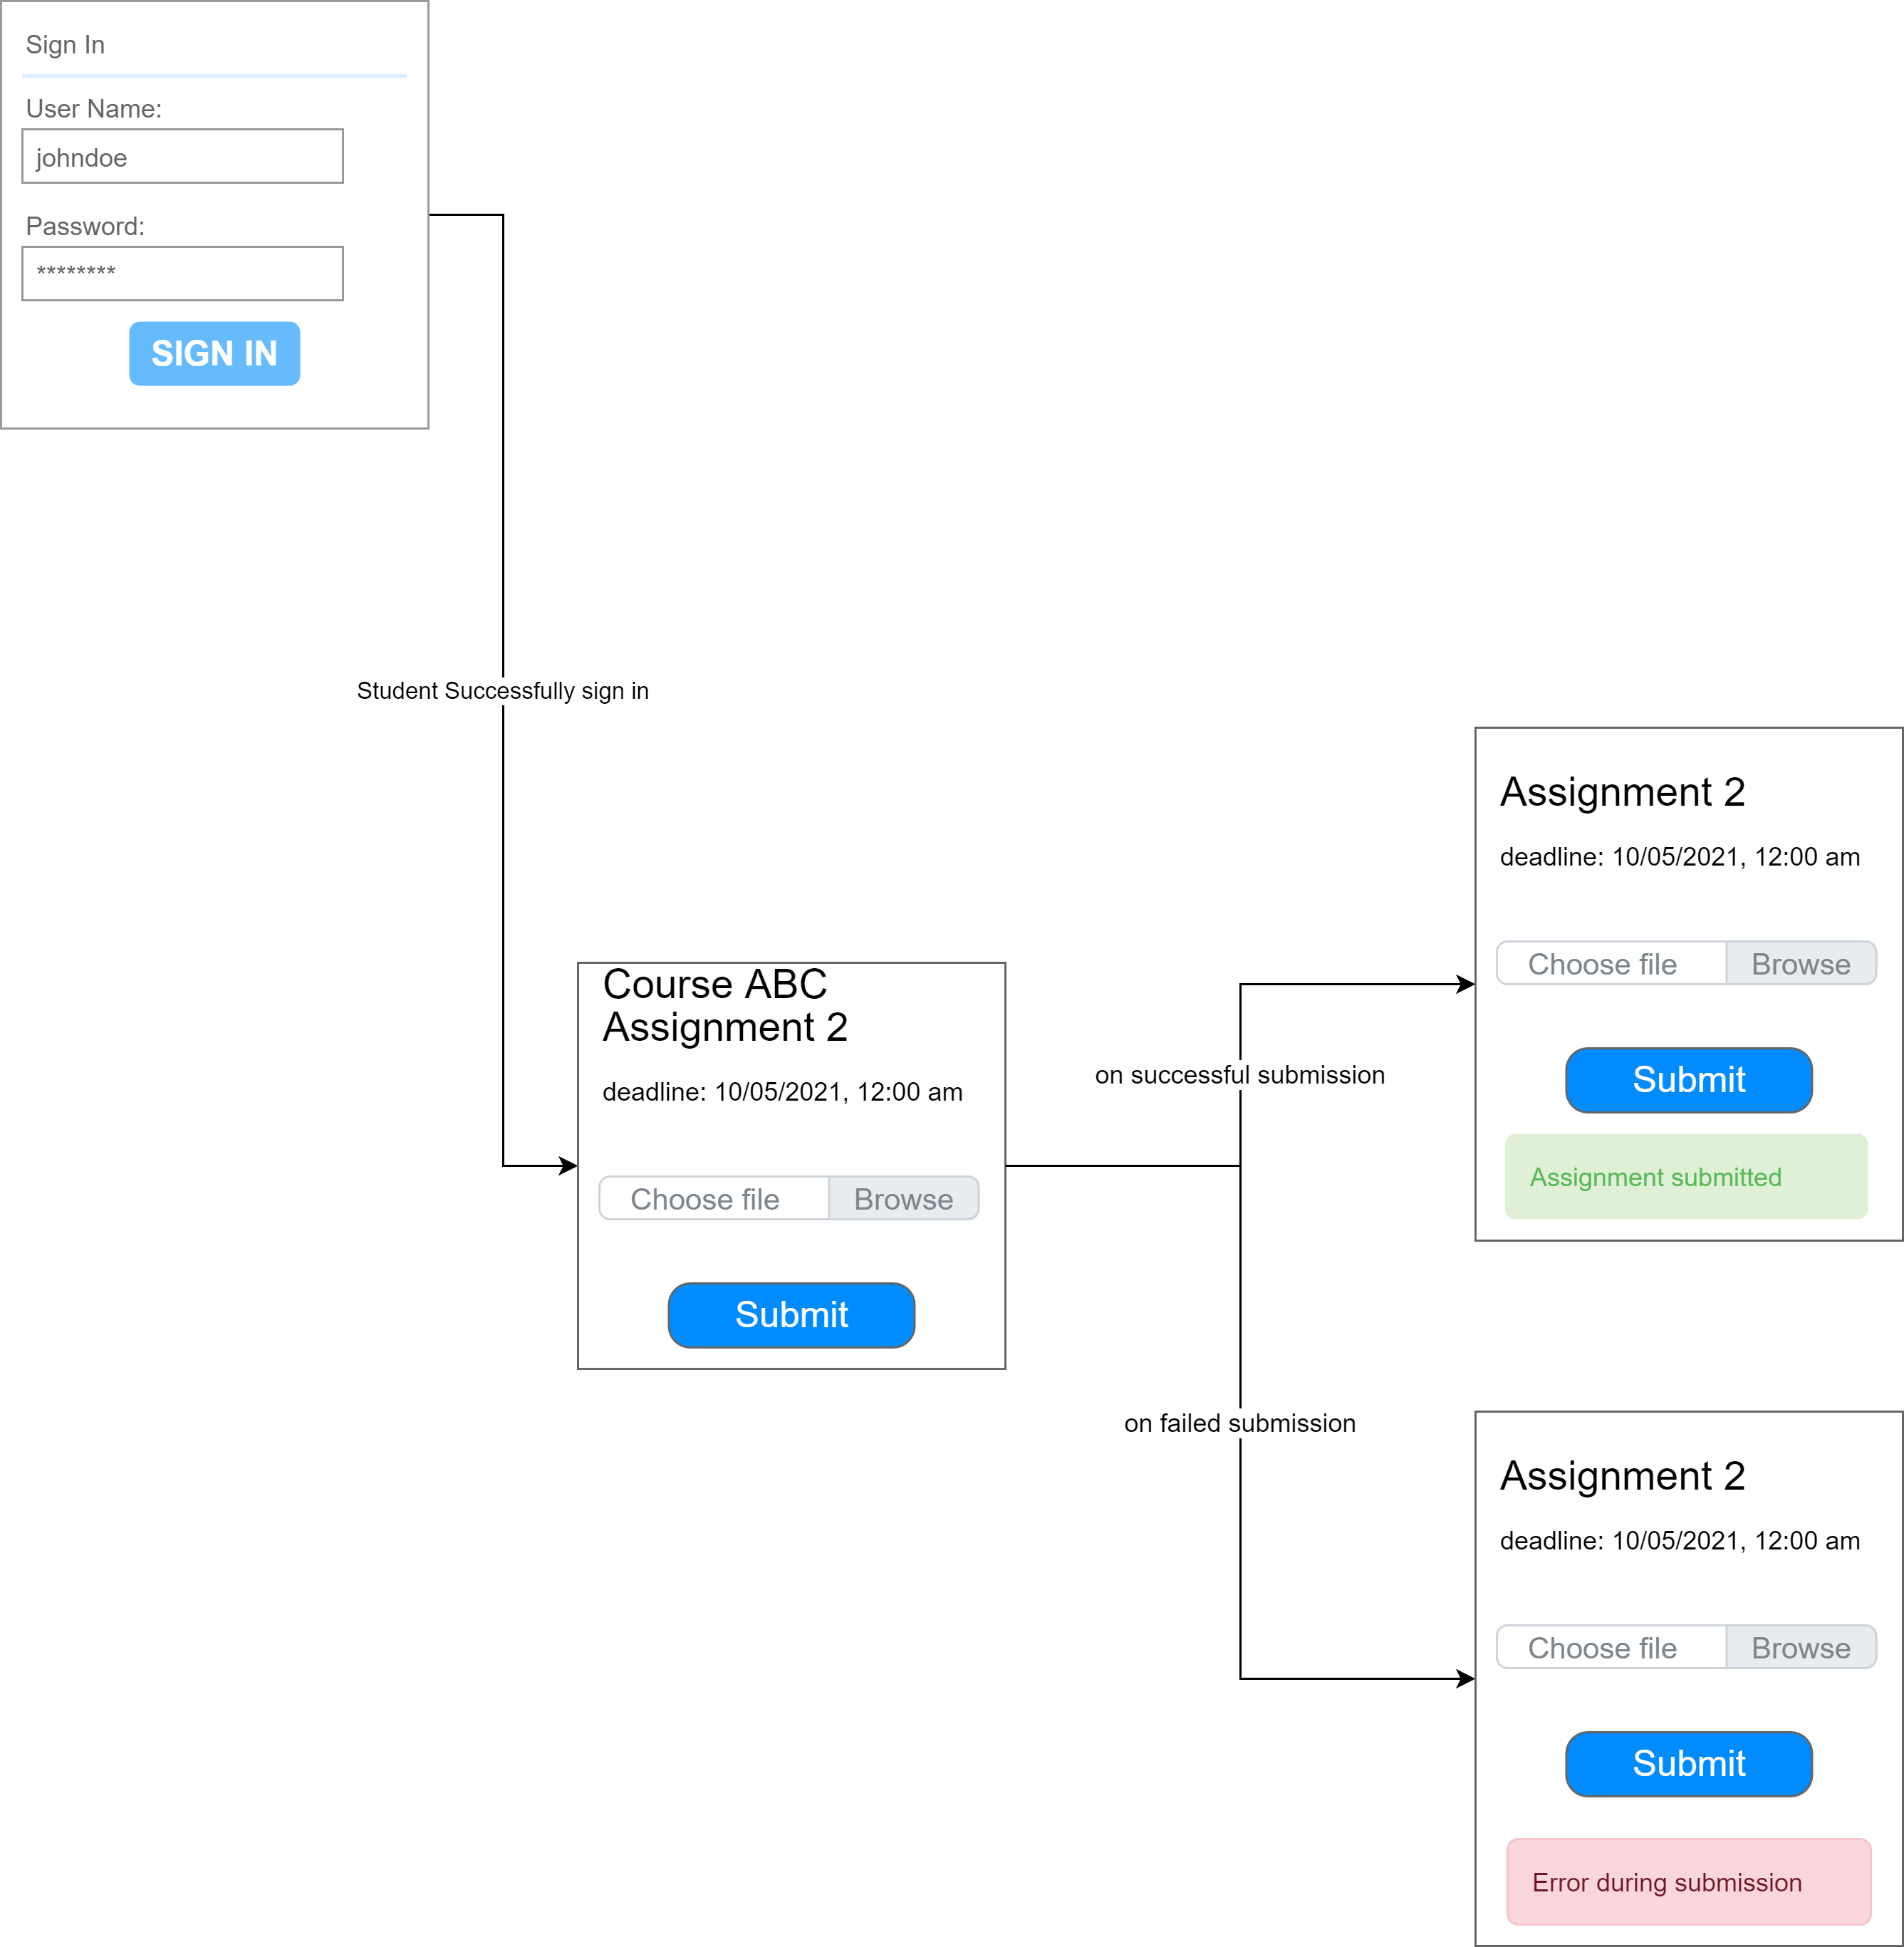 Sign In
User Name:
johndoe
Password:
********
SIGN IN
Student Successfully sign in
Course ABC
Assignment 2
deadline: 10/05/2021, 12:00 am
Choose file
Browse
Submit
on successful submission
on failed submission
Assignment 2
deadline: 10/05/2021, 12:00 am
Choose file
Browse
Submit
Assignment submitted
Assignment 2
deadline: 10/05/2021, 12:00 am
Choose file
Browse
Submit
Error during submission